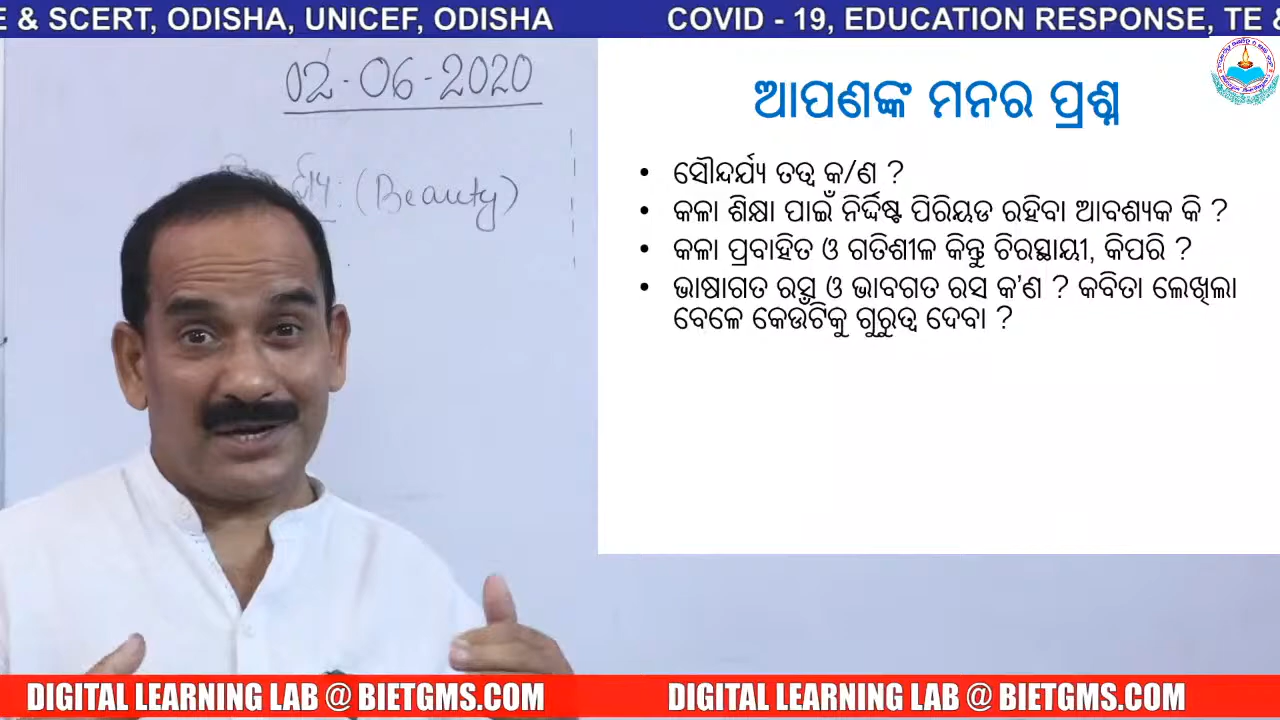 E & SCERT, ODISHA, UNICEF, ODISHA COVID - 19, EDUCATION RESPONSE, TE &
02-06-2020
(Beauty)
ଆପଣଙ୍କ ମନର ପ୍ରଶ୍ନ
• ସୌନ୍ଦର୍ଯ୍ୟ ତତ୍ତ୍ୱ କ/ଣ ?
• କଳା ଶିକ୍ଷା ପାଇଁ ନିର୍ଦ୍ଦିଷ୍ଟ ପିରିୟଡ ରହିବା ଆବଶ୍ୟକ କି ?
• କଳା ପ୍ରବାହିତ ଓ ଗତିଶୀଳ କିନ୍ତୁ ଚିରସ୍ଥାୟୀ, କିପରି ?
• ଭାଷାଗତ ଓ ଭାବଗତ ରସ କ'ଣ ? କବିତା ଲେଖିଲା
ବେଳେ କେଉଁଟିକୁ ଗୁରୁତ୍ୱ ଦେବା ?
DIGITAL LEARNING LAB @ BIETGMS.COM DIGITAL LEARNING LAB @ BIETGMS.COM